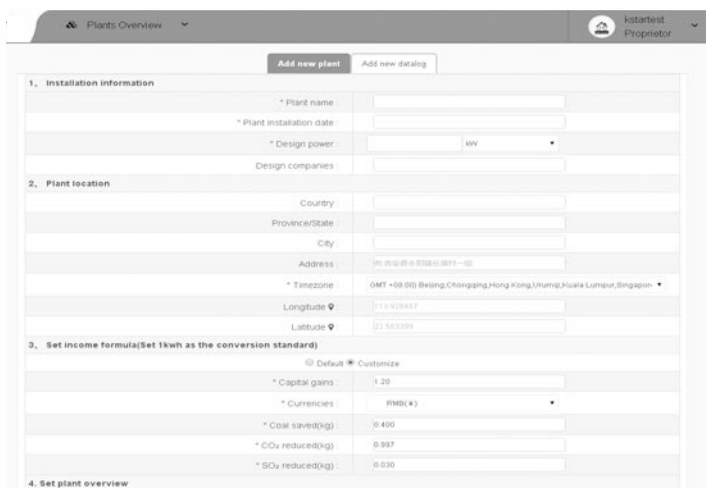 Plants Overview
kstartest
Proprietor
Add new plant
Add new datalog
1、 Installation information
* Plant name :
* Plant installation date :
* Design power :
kW
Design companies :
2、 Plant location
Country :
Province/State :
City :
Address :
* Timezone :
GMT +08:00) Beijing,Chongqing,Hong Kong,Urumqi,Kuala Lumpur,Singapor
Longitude :
113.928407
Latitude :
3、 Set income formula(Set 1kwh as the conversion standard)
Default Customize
* Capital gains :
1.20
* Currencies :
RMB(¥)
* Coal saved(kg) :
0.400
* CO₂ reduced(kg) :
0.997
* SO₂ reduced(kg) :
0.030
4. Set plant overview